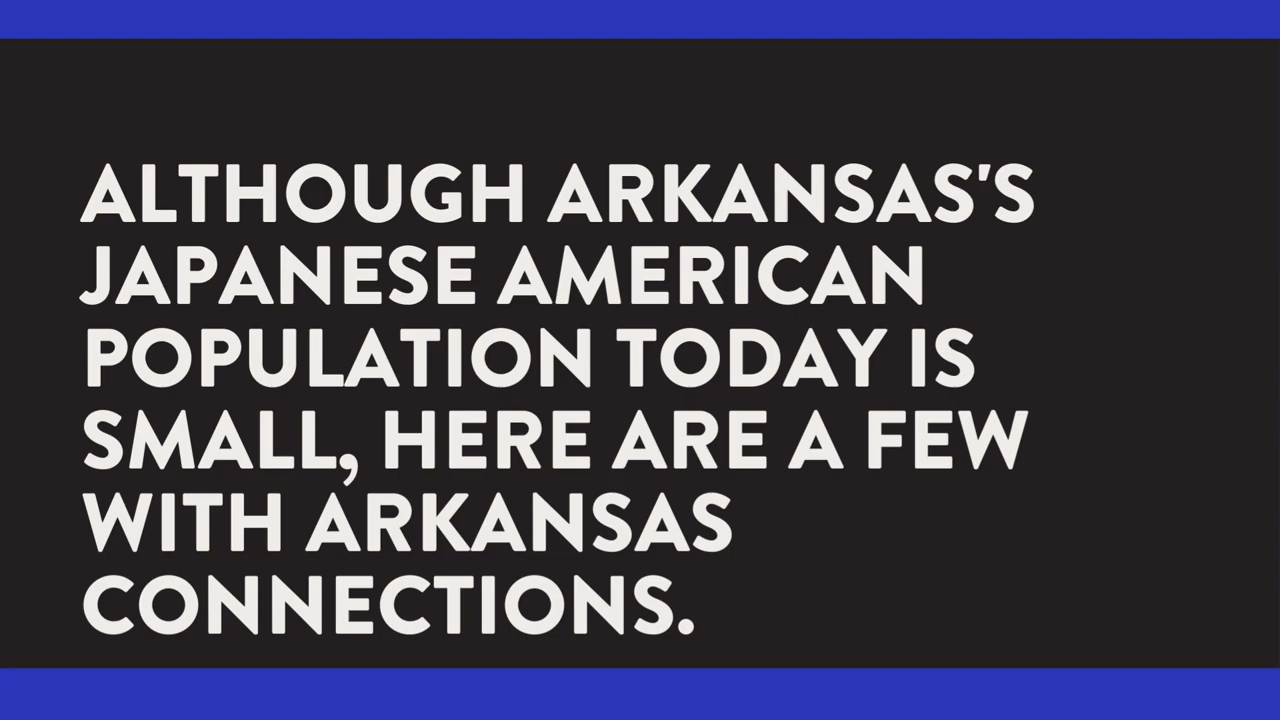 ALTHOUGH ARKANSAS'S
JAPANESE AMERICAN
POPULATION TODAY IS
SMALL, HERE ARE A FEW
WITH ARKANSAS
CONNECTIONS.